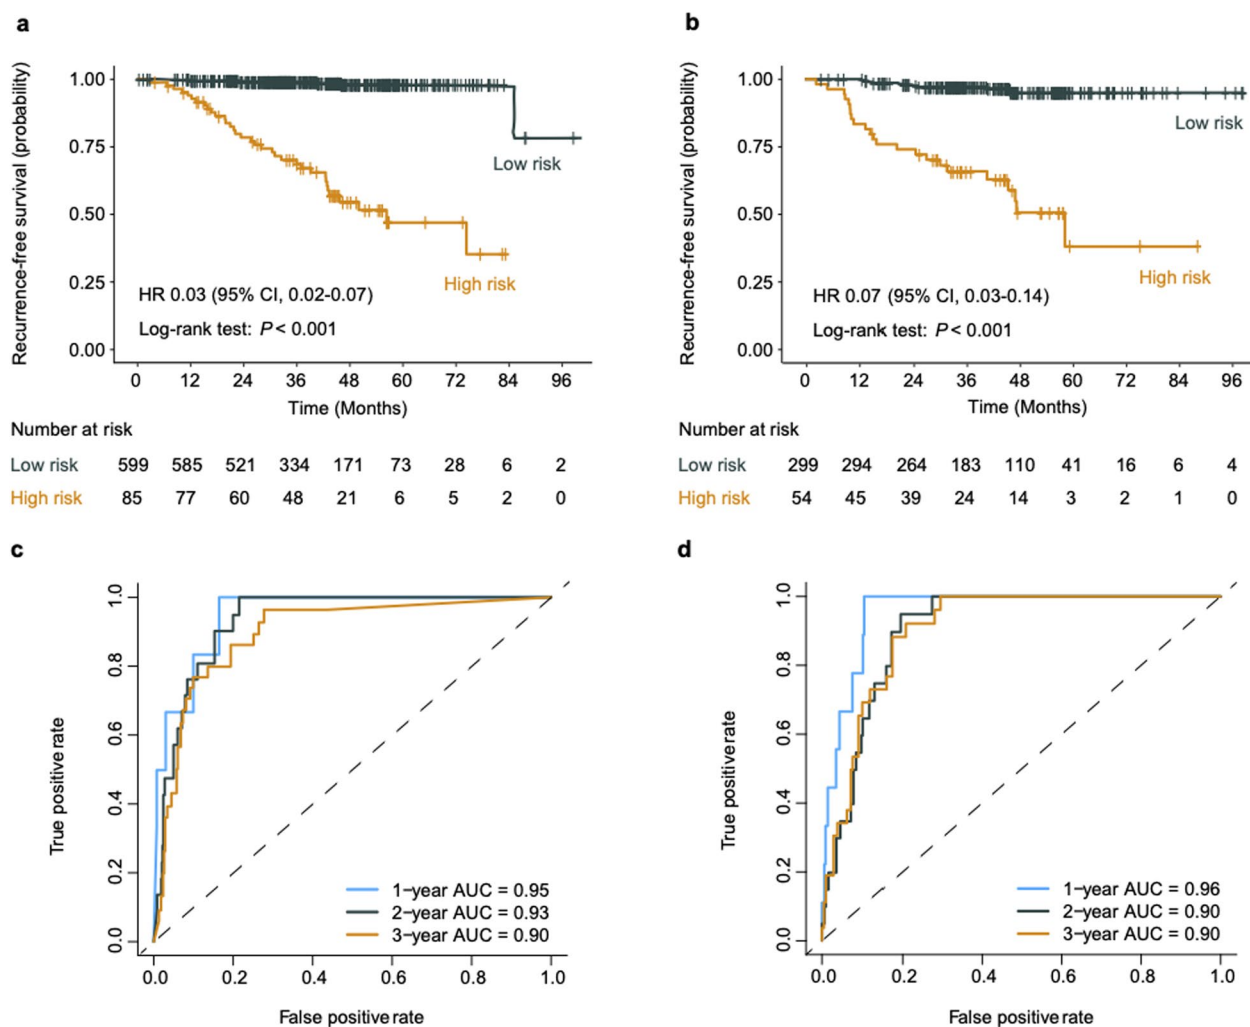 a
Recurrence-free survival (probability)
1.00
0.75
0.50
0.25
0.00
Low risk
High risk
HR 0.03 (95% CI, 0.02-0.07)
Log-rank test: P < 0.001
0 12 24 36 48 60 72 84 96
Time (Months)
Number at risk
Low risk 599 585 521 334 171 73 28 6 2
High risk 85 77 60 48 21 6 5 2 0
b
Recurrence-free survival (probability)
1.00
0.75
0.50
0.25
0.00
Low risk
High risk
HR 0.07 (95% CI, 0.03-0.14)
Log-rank test: P < 0.001
0 12 24 36 48 60 72 84 96
Time (Months)
Number at risk
Low risk 299 294 264 183 110 41 16 6 4
High risk 54 45 39 24 14 3 2 1 0
c
True positive rate
1.0
0.8
0.6
0.4
0.2
0.0
1-year AUC = 0.95
2-year AUC = 0.93
3-year AUC = 0.90
0.0 0.2 0.4 0.6 0.8 1.0
False positive rate
d
True positive rate
1.0
0.8
0.6
0.4
0.2
0.0
1-year AUC = 0.96
2-year AUC = 0.90
3-year AUC = 0.90
0.0 0.2 0.4 0.6 0.8 1.0
False positive rate